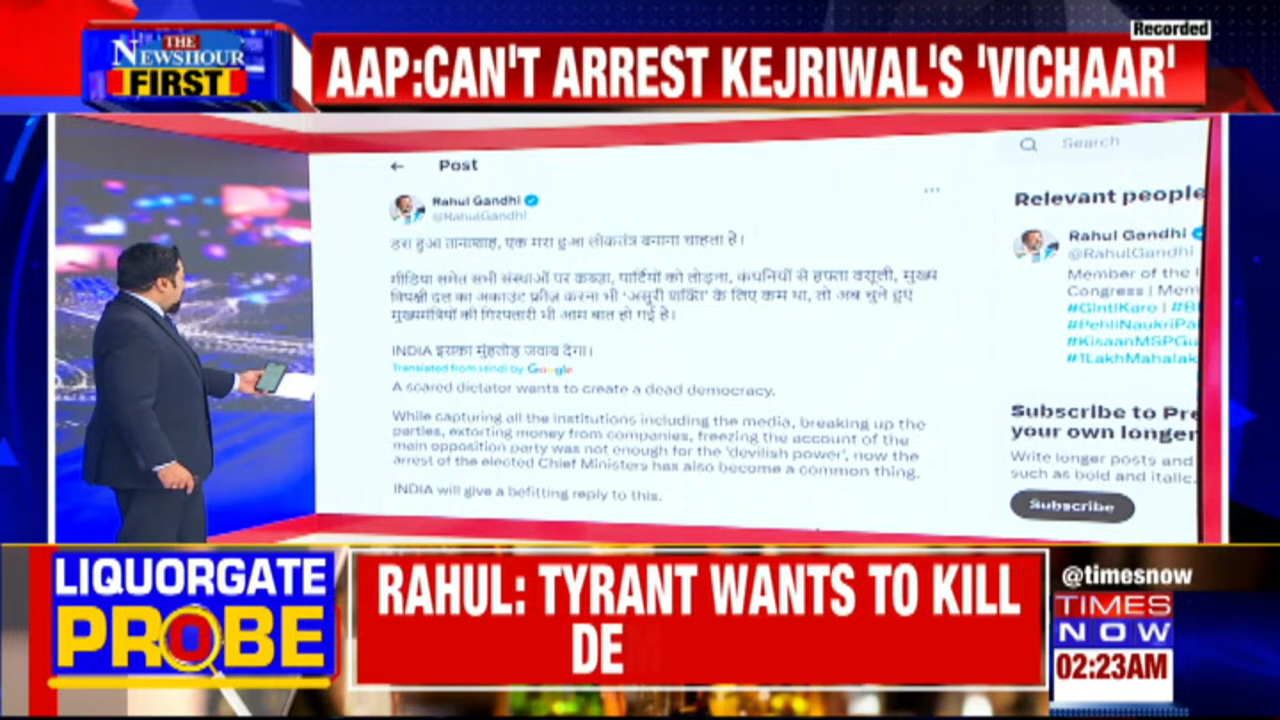 Recorded
THE
NEWSHOUR
FIRST
AAP:CAN'T ARREST KEJRIWAL'S 'VICHAAR'
← Post
Search
Rahul Gandhi
@RahulGandhi
...
डरा हुआ तानाशाह, एक मरा हुआ लोकतंत्र बनाना चाहता है।
मीडिया समेत सभी संस्थाओं पर कब्ज़ा, पार्टियों को तोड़ना, कंपनियों से हफ्ता वसूली, मुख्य
विपक्षी दल का अकाउंट फ्रीज़ करना भी 'असुरी शक्ति' के लिए कम था, तो अब चुने हुए
मुख्यमंत्रियों की गिरफ्तारी भी आम बात हो गई है।
INDIA इसका मुंहतोड़ जवाब देगा।
Translated from Hindi by Google
A scared dictator wants to create a dead democracy.
While capturing all the institutions including the media, breaking up the
parties, extorting money from companies, freezing the account of the
main opposition party was not enough for the 'devilish power', now the
arrest of the elected Chief Ministers has also become a common thing.
INDIA will give a befitting reply to this.
Relevant people
Rahul Gandhi
@RahulGandhi
Member of the I
Congress | Mem
#GintiKaro | #B
#PehliNaukriPa
#KisaanMSPGu
#1LakhMahalak
Subscribe to Pre
your own longer
Write longer posts and
such as bold and italic.
Subscribe
LIQUORGATE
PROBE
RAHUL: TYRANT WANTS TO KILL
DE
@timesnow
TIMES
NOW
02:23AM